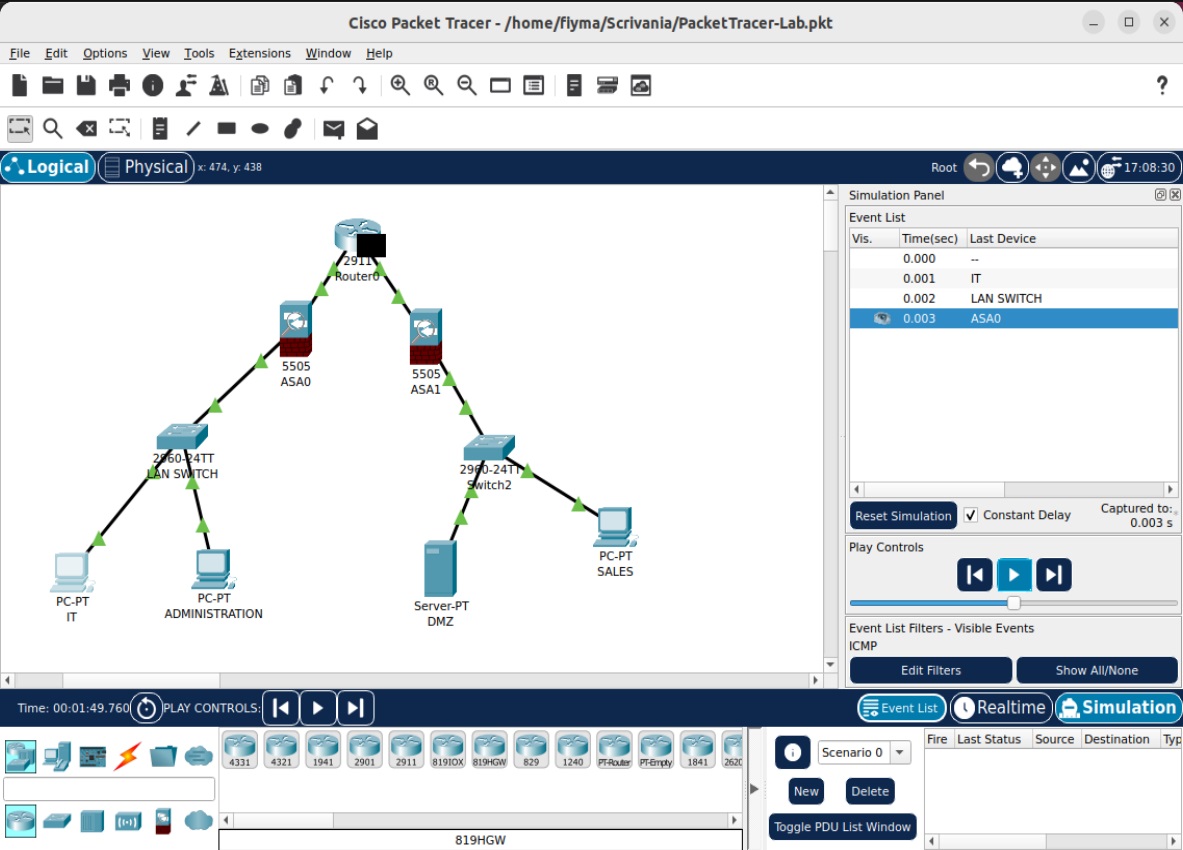 Cisco Packet Tracer - /home/fiyma/Scrivania/PacketTracer-Lab.pkt
File Edit Options View Tools Extensions Window Help
?
Logical Physical x: 474, y: 438 Root 17:08:30
2911
Router0
5505
ASA0
5505
ASA1
2960-24TT
LAN SWITCH
2960-24TT
Switch2
PC-PT
IT
PC-PT
ADMINISTRATION
Server-PT
DMZ
PC-PT
SALES
Simulation Panel
Event List
Vis. Time(sec) Last Device
0.000 --
0.001 IT
0.002 LAN SWITCH
0.003 ASA0
Reset Simulation Constant Delay Captured to:
0.003 s
Play Controls
Event List Filters - Visible Events
ICMP
Edit Filters Show All/None
Time: 00:01:49.760 PLAY CONTROLS: Event List Realtime Simulation
4331 4321 1941 2901 2911 819IOX 819HGW 829 1240 PT-Router PT-Empty 1841 2620
819HGW
Scenario 0
New Delete
Toggle PDU List Window
Fire Last Status Source Destination Typ